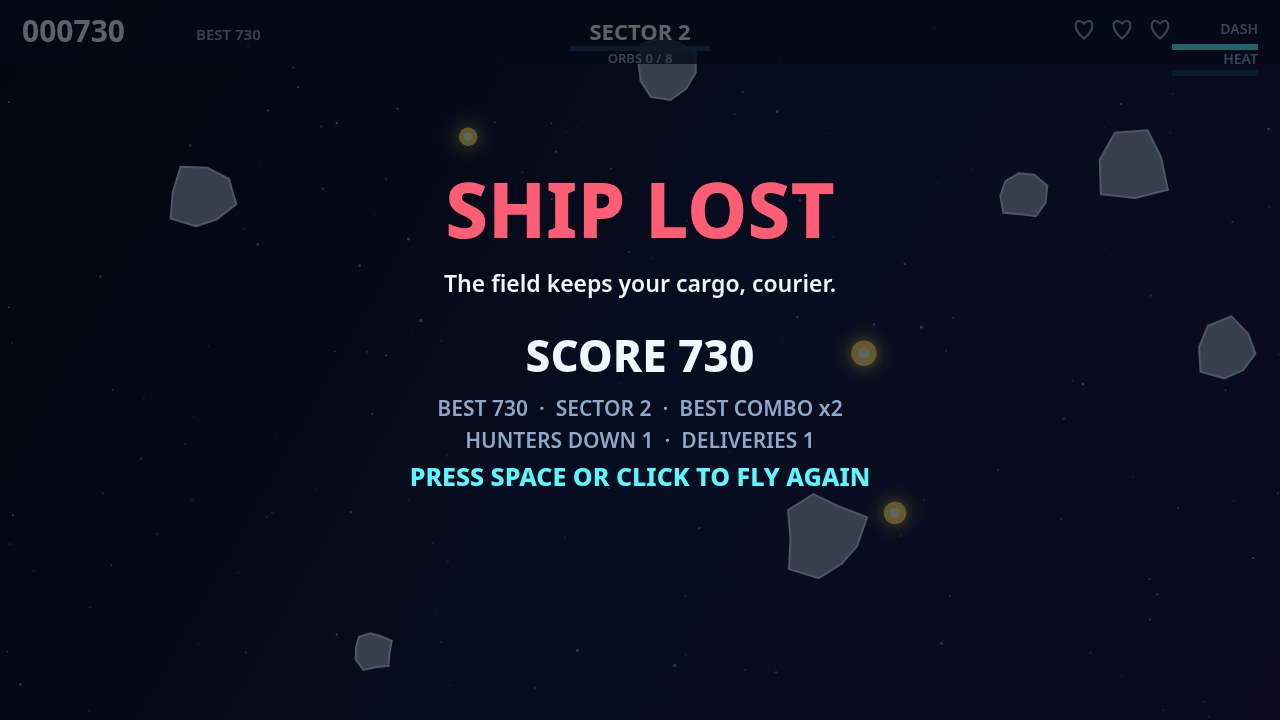 000730
BEST 730
SECTOR 2
ORBS 0 / 8
DASH
HEAT
SHIP LOST
The field keeps your cargo, courier.
SCORE 730
BEST 730 · SECTOR 2 · BEST COMBO x2
HUNTERS DOWN 1 · DELIVERIES 1
PRESS SPACE OR CLICK TO FLY AGAIN